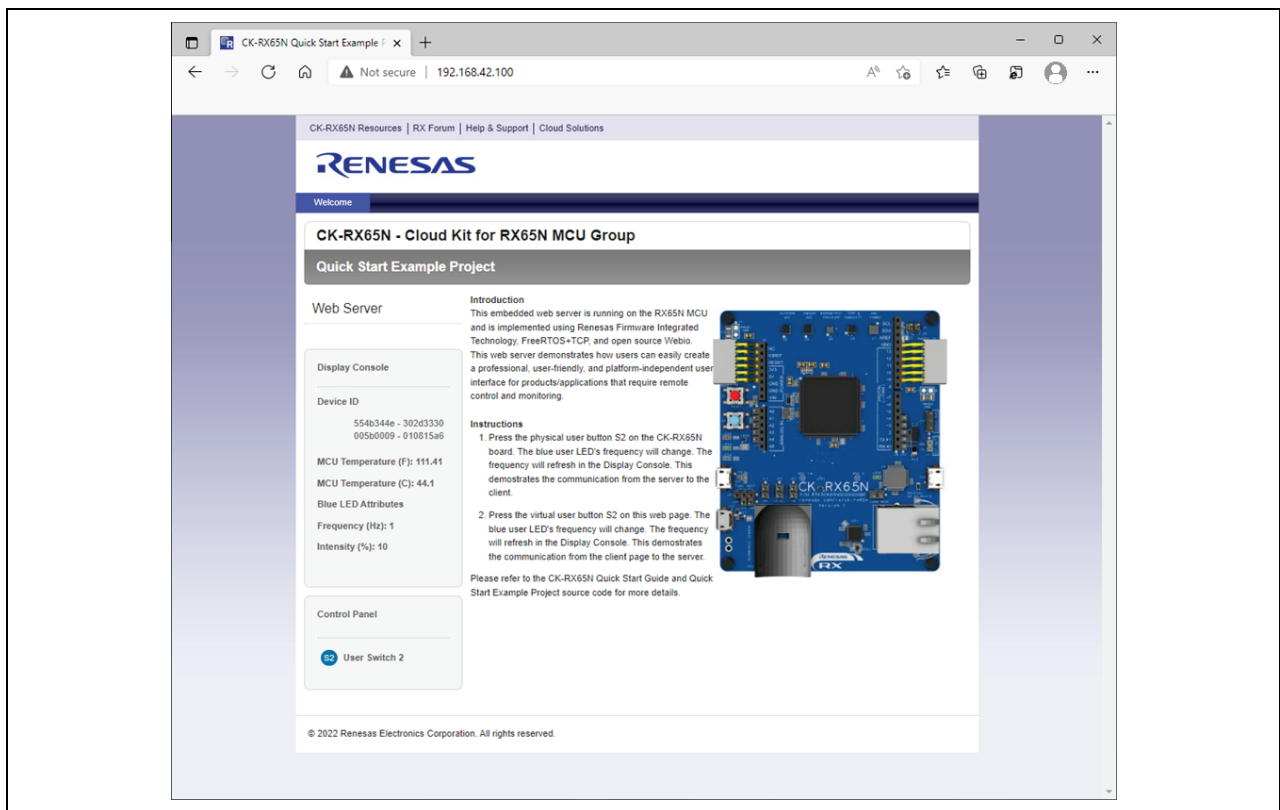 CK-RX65N Quick Start Example P
Not secure | 192.168.42.100
CK-RX65N Resources | RX Forum | Help & Support | Cloud Solutions
RENESAS
Welcome
CK-RX65N - Cloud Kit for RX65N MCU Group
Quick Start Example Project
Web Server
Display Console
Device ID
554b344e - 302d3330
005b0009 - 010815a6
MCU Temperature (F): 111.41
MCU Temperature (C): 44.1
Blue LED Attributes
Frequency (Hz): 1
Intensity (%): 10
Control Panel
S2 User Switch 2
Introduction
This embedded web server is running on the RX65N MCU
and is implemented using Renesas Firmware Integrated
Technology, FreeRTOS+TCP, and open source Webio.
This web server demonstrates how users can easily create
a professional, user-friendly, and platform-independent user
interface for products/applications that require remote
control and monitoring.
Instructions
1. Press the physical user button S2 on the CK-RX65N
board. The blue user LED's frequency will change. The
frequency will refresh in the Display Console. This
demostrates the communication from the server to the
client.
2. Press the virtual user button S2 on this web page. The
blue user LED's frequency will change. The frequency
will refresh in the Display Console. This demostrates
the communication from the client page to the server.
Please refer to the CK-RX65N Quick Start Guide and Quick
Start Example Project source code for more details.
CK-RX65N
RENESAS
RX
© 2022 Renesas Electronics Corporation. All rights reserved.